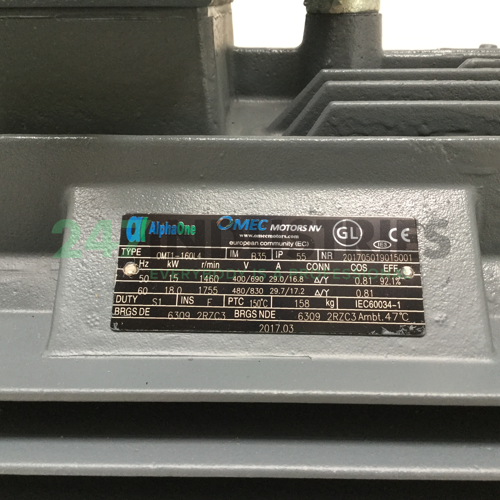 AlphaOne OMEC MOTORS NV GL
www.omecmotors.com
european community (EC) IE3
TYPE OMT1-160L4 IM B35 IP 55 NR 201705019015001
Hz kW r/min V A CONN COS EFF
50 15 1460 400/690 29.0/16.8 Δ/Y 0.81 92.1%
60 18.0 1755 480/830 29.7/17.2 Δ/Y 0.81
DUTY S1 INS F PTC 150°C 158 kg IEC60034-1
BRGS DE 6309 2RZC3 BRGS NDE 6309 2RZC3 Ambt. 47°C
2017.03